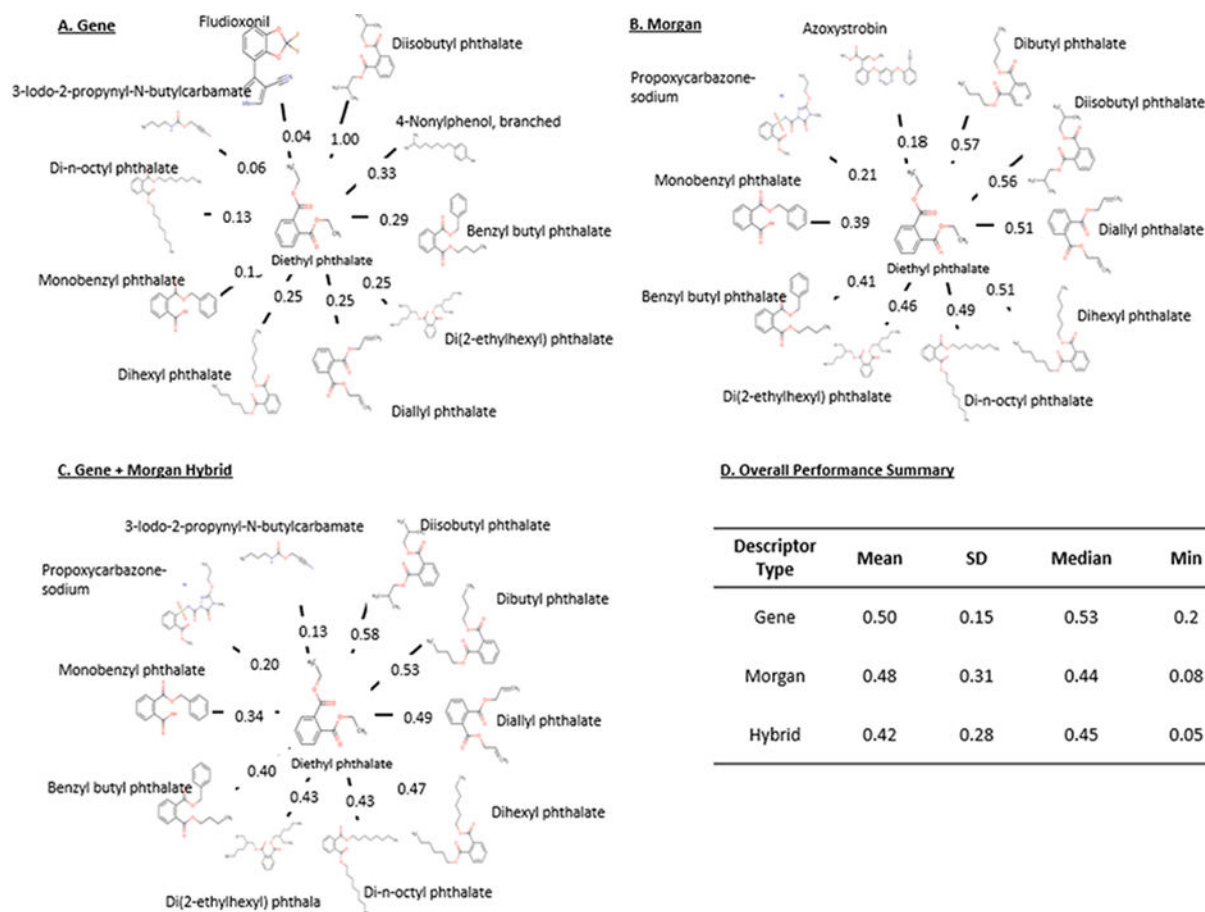 A. Gene
Fludioxonil
Diisobutyl phthalate
3-Iodo-2-propynyl-N-butylcarbamate
4-Nonylphenol, branched
0.04
1.00
0.06
0.33
Di-n-octyl phthalate
0.13
0.29
Benzyl butyl phthalate
Monobenzyl phthalate
0.1
Diethyl phthalate
0.25
0.25
0.25
Di(2-ethylhexyl) phthalate
Dihexyl phthalate
Diallyl phthalate
B. Morgan
Azoxystrobin
Dibutyl phthalate
Propoxycarbazone-
sodium
Diisobutyl phthalate
0.18
0.57
0.21
0.56
Monobenzyl phthalate
0.39
0.51
Diallyl phthalate
Diethyl phthalate
Benzyl butyl phthalate
0.41
0.46
0.49
0.51
Dihexyl phthalate
Di(2-ethylhexyl) phthalate
Di-n-octyl phthalate
C. Gene + Morgan Hybrid
3-Iodo-2-propynyl-N-butylcarbamate
Diisobutyl phthalate
Propoxycarbazone-
sodium
Dibutyl phthalate
0.13
0.58
0.20
0.53
Monobenzyl phthalate
0.34
0.49
Diallyl phthalate
Diethyl phthalate
Benzyl butyl phthalate
0.40
0.43
0.43
0.47
Dihexyl phthalate
Di(2-ethylhexyl) phthala
Di-n-octyl phthalate
D. Overall Performance Summary
Descriptor Type Mean SD Median Min
Gene 0.50 0.15 0.53 0.2
Morgan 0.48 0.31 0.44 0.08
Hybrid 0.42 0.28 0.45 0.05